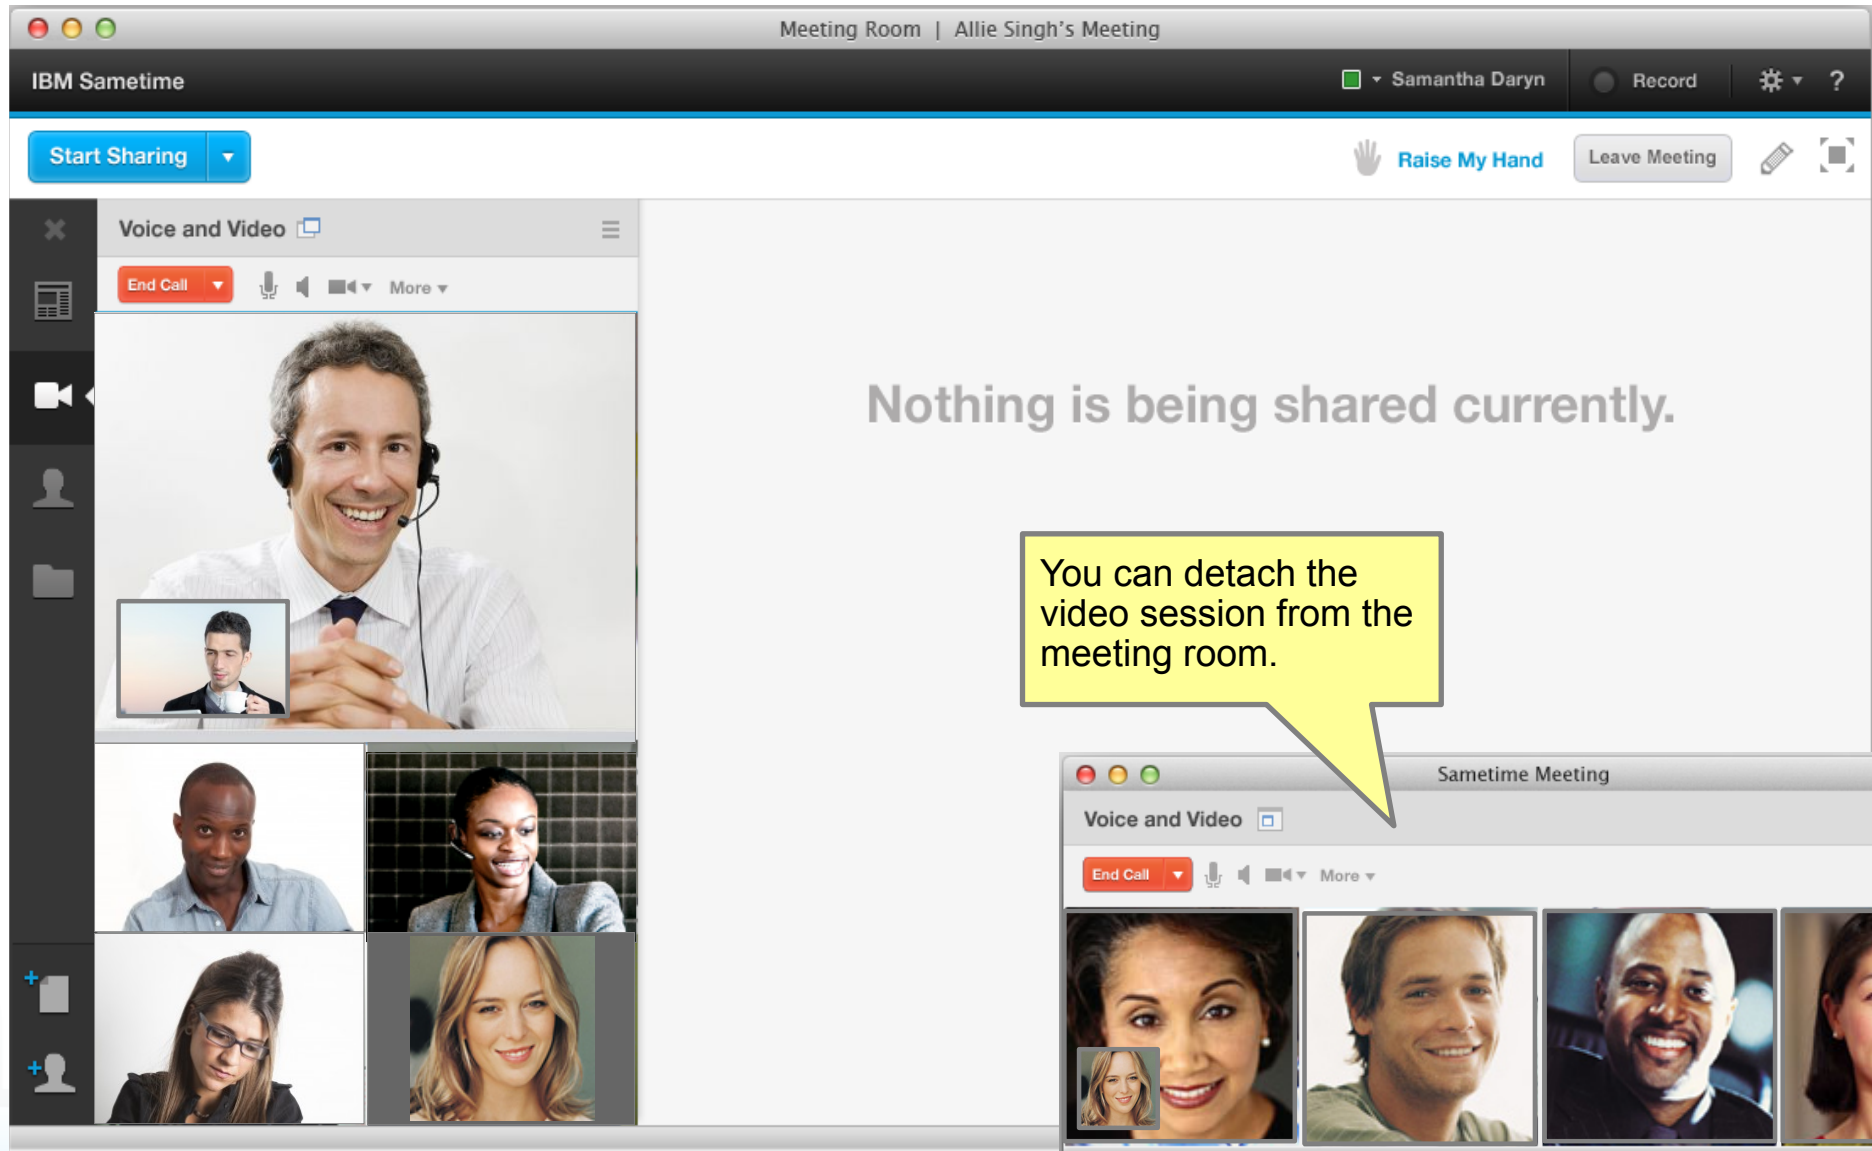 Meeting Room | Allie Singh's Meeting
IBM Sametime
Samantha Daryn
Record
?
Start Sharing
Raise My Hand
Leave Meeting
Voice and Video
End Call
More
Nothing is being shared currently.
You can detach the
video session from the
meeting room.
Sametime Meeting
Voice and Video
End Call
More